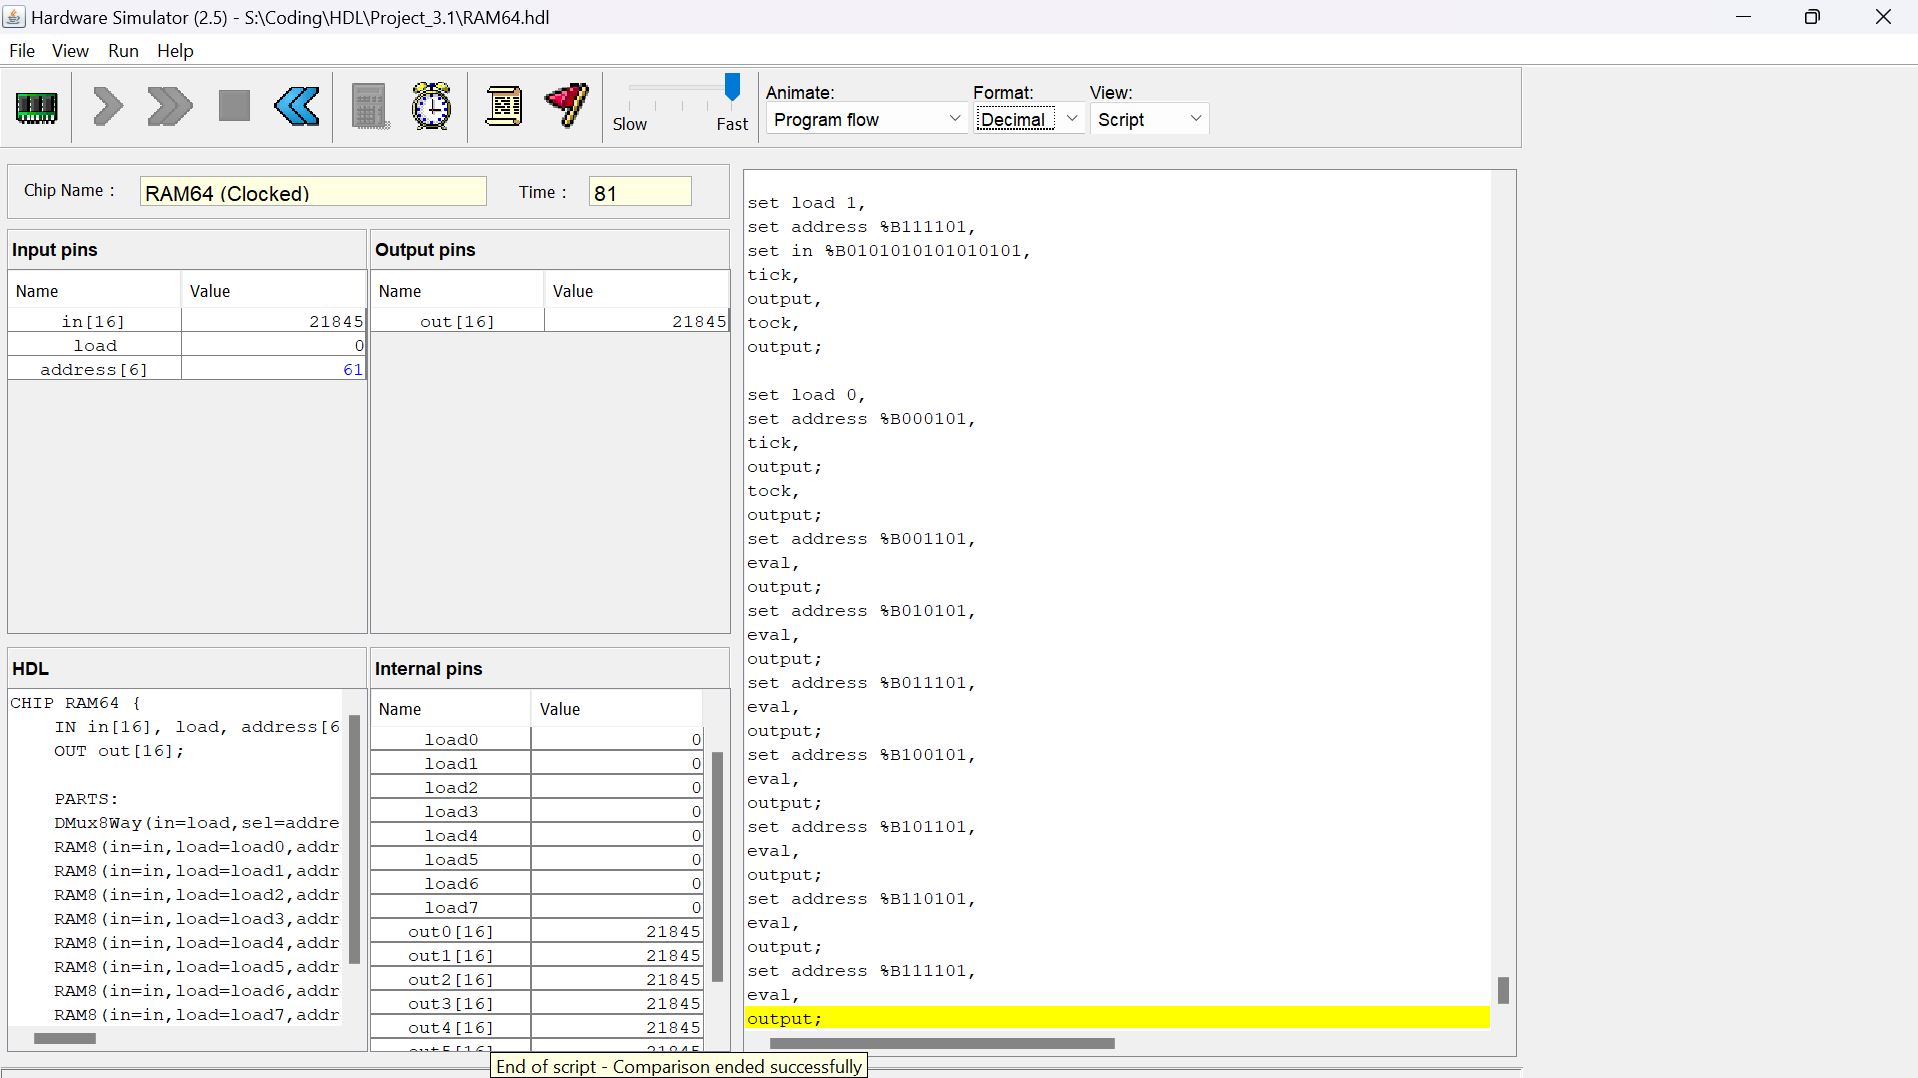 Hardware Simulator (2.5) - S:\Coding\HDL\Project_3.1\RAM64.hdl
File View Run Help
Slow Fast
Animate: Format: View:
Program flow Decimal Script
Chip Name : RAM64 (Clocked) Time : 81
Input pins
Name Value
in[16] 21845
load 0
address[6] 61
Output pins
Name Value
out[16] 21845
HDL
CHIP RAM64 {
IN in[16], load, address[6
OUT out[16];
PARTS:
DMux8Way(in=load,sel=addre
RAM8(in=in,load=load0,addr
RAM8(in=in,load=load1,addr
RAM8(in=in,load=load2,addr
RAM8(in=in,load=load3,addr
RAM8(in=in,load=load4,addr
RAM8(in=in,load=load5,addr
RAM8(in=in,load=load6,addr
RAM8(in=in,load=load7,addr
Internal pins
Name Value
load0 0
load1 0
load2 0
load3 0
load4 0
load5 0
load6 0
load7 0
out0[16] 21845
out1[16] 21845
out2[16] 21845
out3[16] 21845
out4[16] 21845
out5[16] 21845
set load 1,
set address %B111101,
set in %B0101010101010101,
tick,
output,
tock,
output;
set load 0,
set address %B000101,
tick,
output;
tock,
output;
set address %B001101,
eval,
output;
set address %B010101,
eval,
output;
set address %B011101,
eval,
output;
set address %B100101,
eval,
output;
set address %B101101,
eval,
output;
set address %B110101,
eval,
output;
set address %B111101,
eval,
output;
End of script - Comparison ended successfully